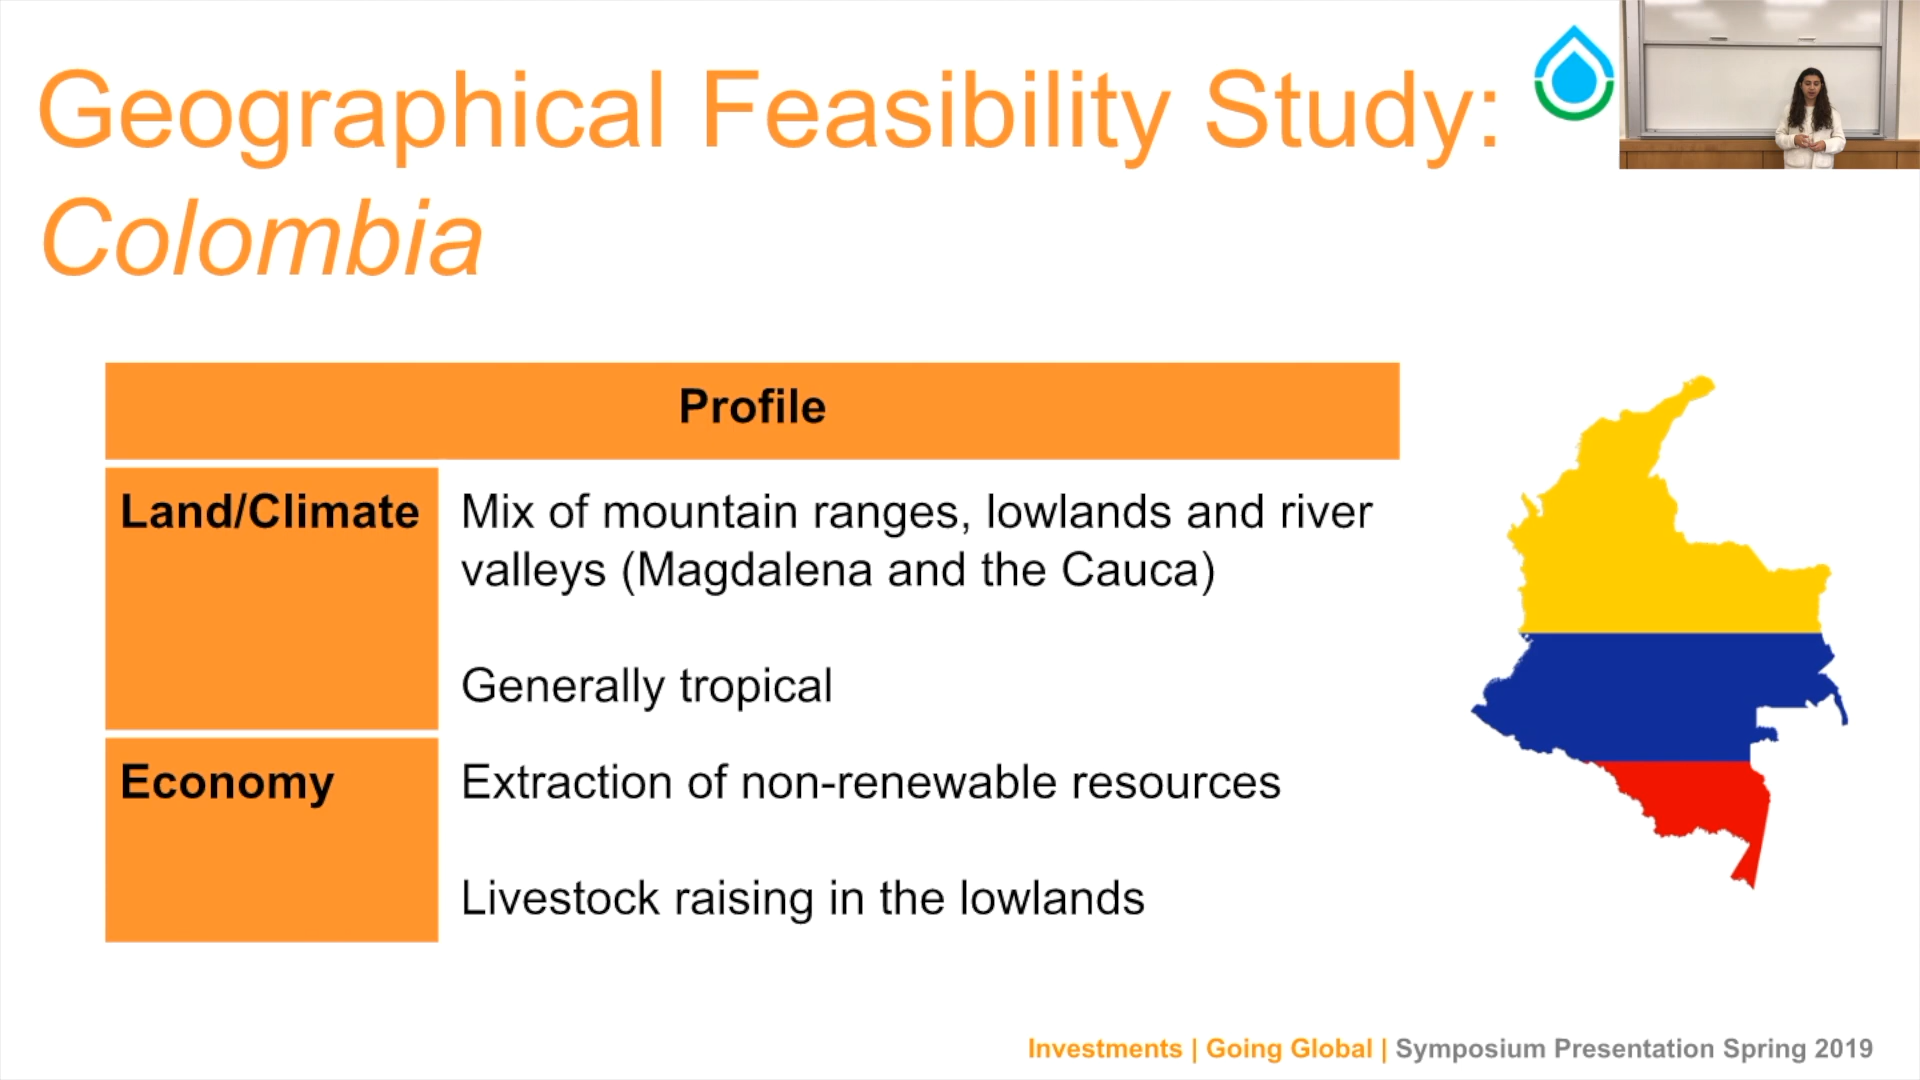 Geographical Feasibility Study:
Colombia
Profile
Land/Climate
Mix of mountain ranges, lowlands and river
valleys (Magdalena and the Cauca)
Generally tropical
Economy
Extraction of non-renewable resources
Livestock raising in the lowlands
Investments | Going Global | Symposium Presentation Spring 2019